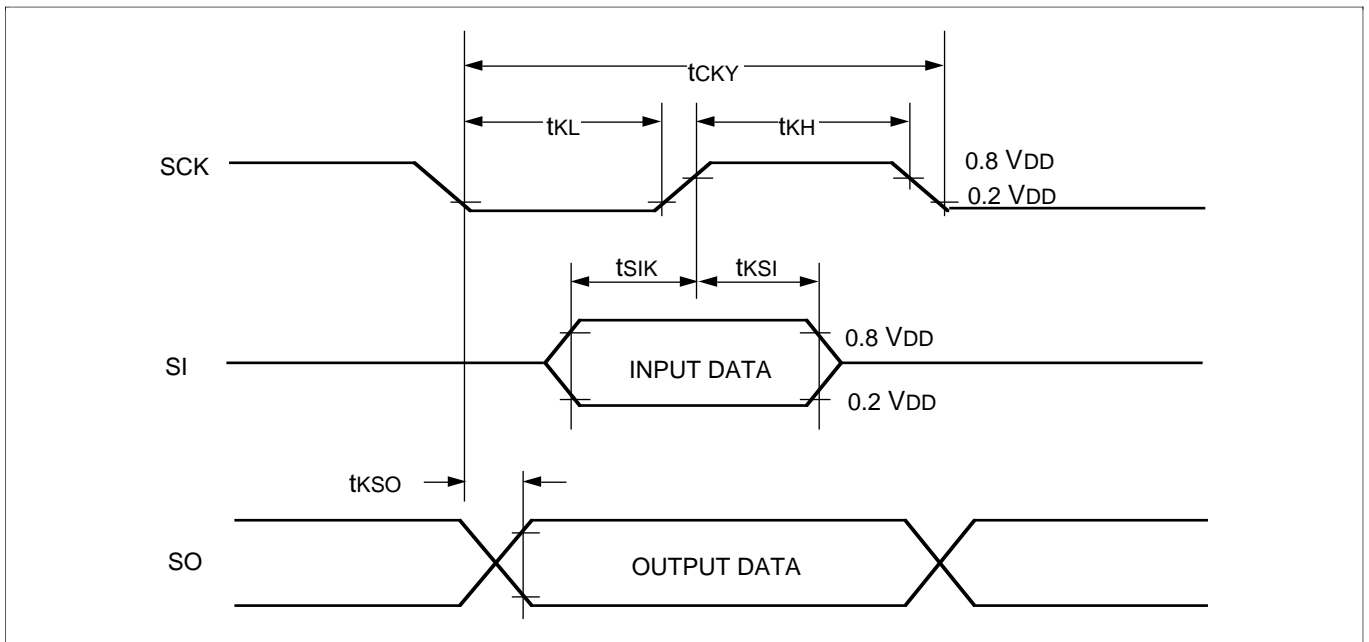 tCKY
tKL
tKH
SCK
0.8 VDD
0.2 VDD
tSIK
tKSI
0.8 VDD
SI
INPUT DATA
0.2 VDD
tKSO
SO
OUTPUT DATA